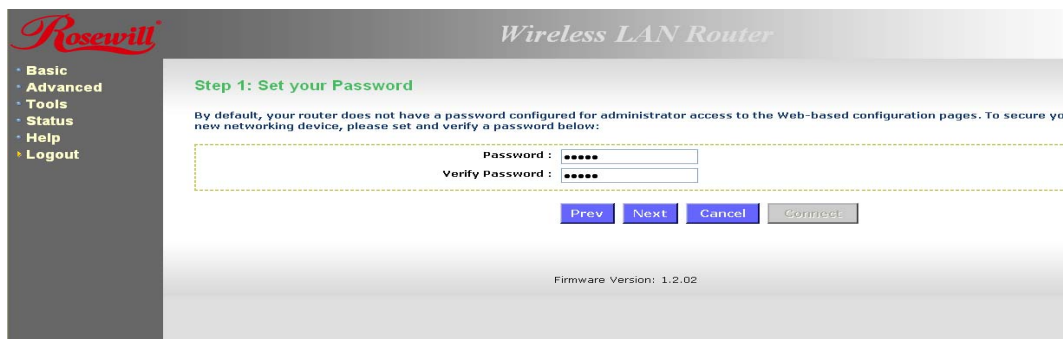 Rosewill
Wireless LAN Router
Basic
Advanced
Tools
Status
Help
Logout
Step 1: Set your Password
By default, your router does not have a password configured for administrator access to the Web-based configuration pages. To secure yo
new networking device, please set and verify a password below:
Password : •••••
Verify Password : •••••
Prev Next Cancel Connect
Firmware Version: 1.2.02